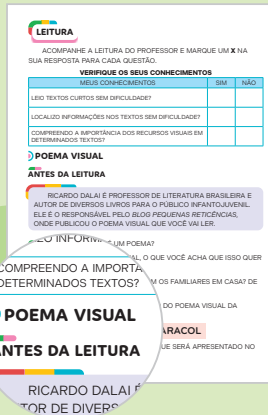 LEITURA
ACOMPANHE A LEITURA DO PROFESSOR E MARQUE UM X NA
SUA RESPOSTA PARA CADA QUESTÃO.
VERIFIQUE OS SEUS CONHECIMENTOS
MEUS CONHECIMENTOS SIM NÃO
LEIO TEXTOS CURTOS SEM DIFICULDADE?
LOCALIZO INFORMAÇÕES NOS TEXTOS SEM DIFICULDADE?
COMPREENDO A IMPORTÂNCIA DOS RECURSOS VISUAIS EM
DETERMINADOS TEXTOS?
POEMA VISUAL
ANTES DA LEITURA
RICARDO DALAI É PROFESSOR DE LITERATURA BRASILEIRA E
AUTOR DE DIVERSOS LIVROS PARA O PÚBLICO INFANTOJUVENIL.
ELE É O RESPONSÁVEL PELO BLOG PEQUENAS RETICÊNCIAS,
ONDE PUBLICOU O POEMA VISUAL QUE VOCÊ VAI LER.
UM POEMA?
O QUE VOCÊ ACHA QUE ISSO QUER
OS FAMILIARES EM CASA? DE
DO POEMA VISUAL DA
ARACOL
UE SERÁ APRESENTADO NO
COMPREENDO A IMPORTA
DETERMINADOS TEXTOS?
POEMA VISUAL
NTES DA LEITURA
RICARDO DALAI É
TOR DE DIVERS